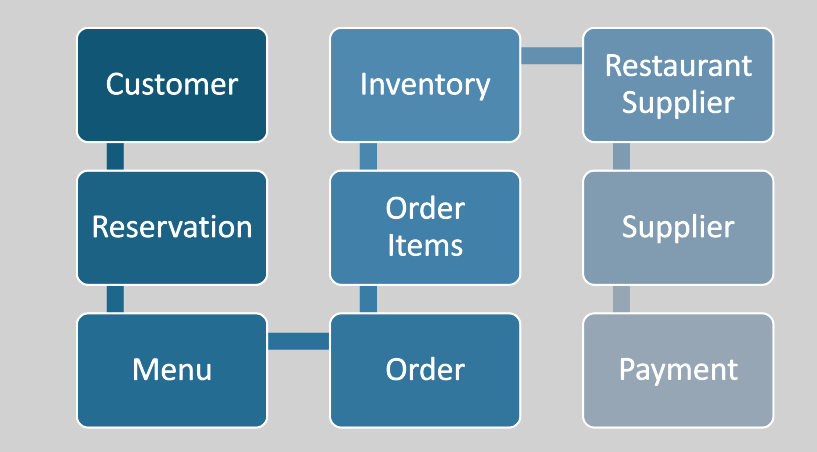 Customer
Reservation
Menu
Order
Order
Items
Inventory
Restaurant
Supplier
Supplier
Payment